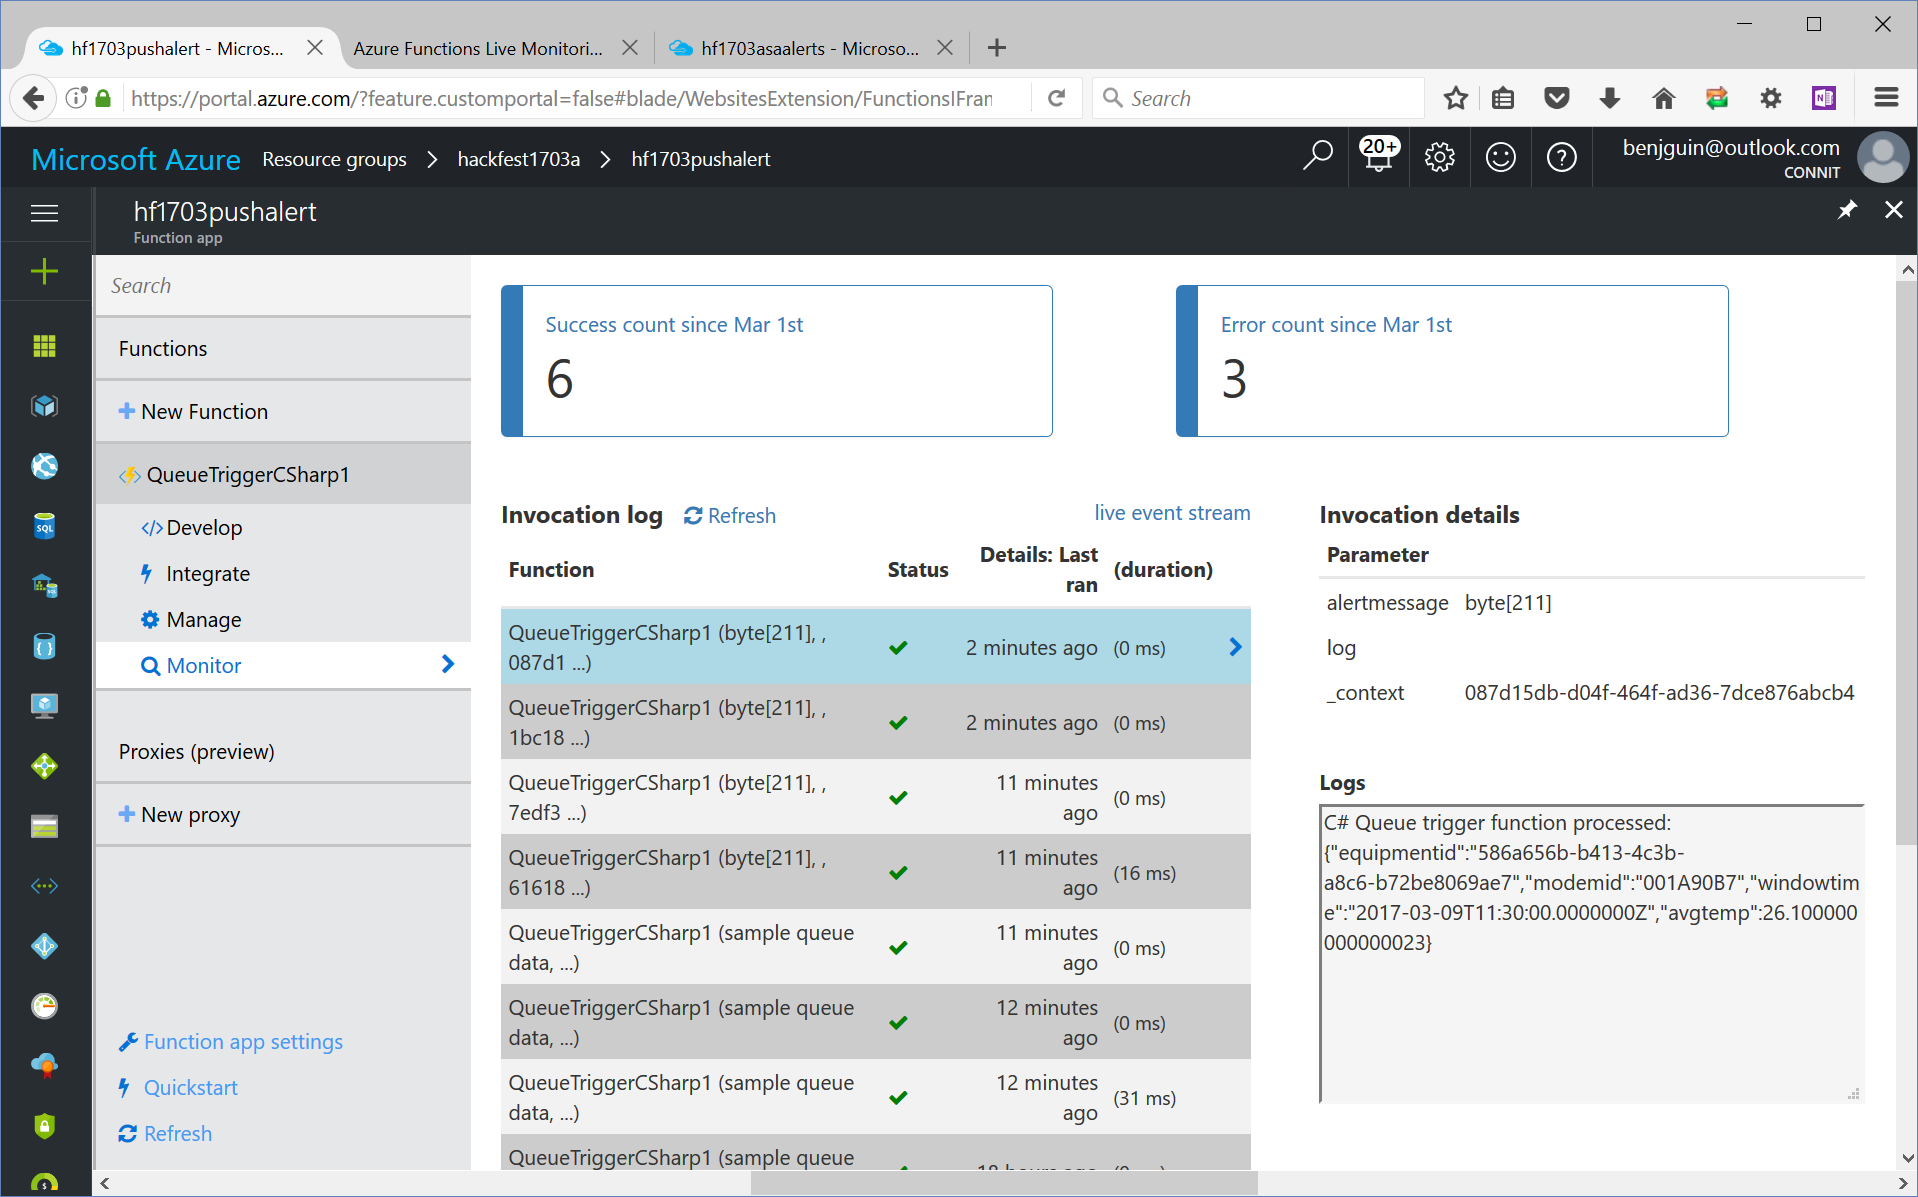 hf1703pushalert - Micros...
Azure Functions Live Monitori...
hf1703asaalerts - Microso...
https://portal.azure.com/?feature.customportal=false#blade/WebsitesExtension/FunctionsIFran
Search
Microsoft Azure
Resource groups
hackfest1703a
hf1703pushalert
20+
benjguin@outlook.com
CONNIT
hf1703pushalert
Function app
Search
Functions
New Function
QueueTriggerCSharp1
</> Develop
Integrate
Manage
Monitor
Proxies (preview)
New proxy
Function app settings
Quickstart
Refresh
SQL
Success count since Mar 1st
6
Error count since Mar 1st
3
Invocation log
Refresh
live event stream
Function
Status
Details: Last
ran
(duration)
QueueTriggerCSharp1 (byte[211], ,
087d1 ...)
2 minutes ago
(0 ms)
QueueTriggerCSharp1 (byte[211], ,
1bc18 ...)
2 minutes ago
(0 ms)
QueueTriggerCSharp1 (byte[211], ,
7edf3 ...)
11 minutes
ago
(0 ms)
QueueTriggerCSharp1 (byte[211], ,
61618 ...)
11 minutes
ago
(16 ms)
QueueTriggerCSharp1 (sample queue
data, ...)
11 minutes
ago
(0 ms)
QueueTriggerCSharp1 (sample queue
data, ...)
12 minutes
ago
(0 ms)
QueueTriggerCSharp1 (sample queue
data, ...)
12 minutes
ago
(31 ms)
QueueTriggerCSharp1 (sample queue
Invocation details
Parameter
alertmessage
byte[211]
log
_context
087d15db-d04f-464f-ad36-7dce876abcb4
Logs
C# Queue trigger function processed:
{"equipmentid":"586a656b-b413-4c3b-
a8c6-b72be8069ae7","modemid":"001A90B7","windowtim
e":"2017-03-09T11:30:00.0000000Z","avgtemp":26.100000
000000023}